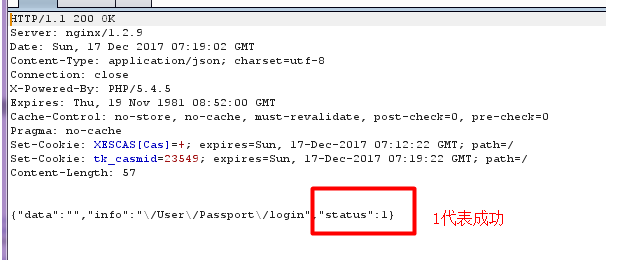 HTTP/1.1 200 OK
Server: nginx/1.2.9
Date: Sun, 17 Dec 2017 07:19:02 GMT
Content-Type: application/json; charset=utf-8
Connection: close
X-Powered-By: PHP/5.4.5
Expires: Thu, 19 Nov 1981 08:52:00 GMT
Cache-Control: no-store, no-cache, must-revalidate, post-check=0, pre-check=0
Pragma: no-cache
Set-Cookie: XESCAS[Cas]=+; expires=Sun, 17-Dec-2017 07:12:22 GMT; path=/
Set-Cookie: tk_casmid=23549; expires=Sun, 17-Dec-2017 07:19:22 GMT; path=/
Content-Length: 57
{"data":"","info":"\/User\/Passport\/login","status":1} 1代表成功